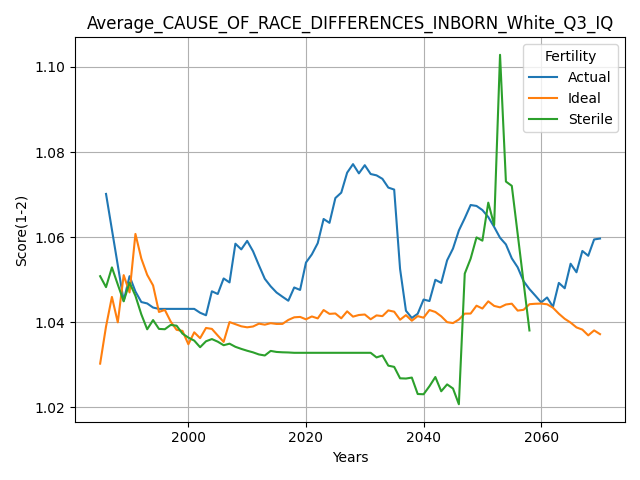 Average_CAUSE_OF_RACE_DIFFERENCES_INBORN_White_Q3_IQ
Fertility
Actual
Ideal
Sterile
Score(1-2)
1.10
1.08
1.06
1.04
1.02
2000
2020
2040
2060
Years